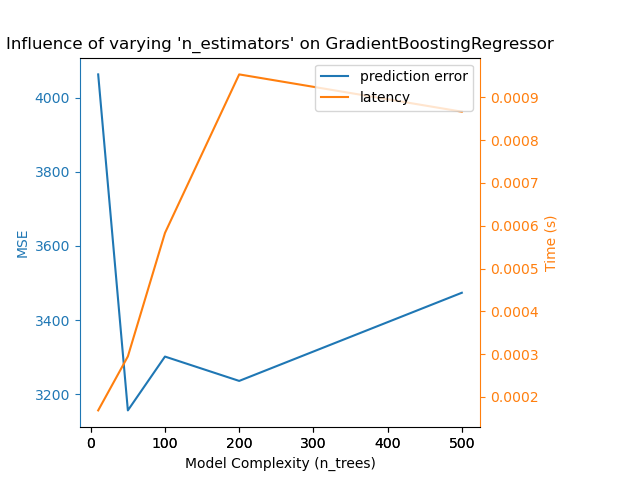 Influence of varying 'n_estimators' on GradientBoostingRegressor
prediction error
latency
4000
3800
3600
3400
3200
MSE
0.0009
0.0008
0.0007
0.0006
0.0005
0.0004
0.0003
0.0002
Time (s)
0 100 200 300 400 500
Model Complexity (n_trees)